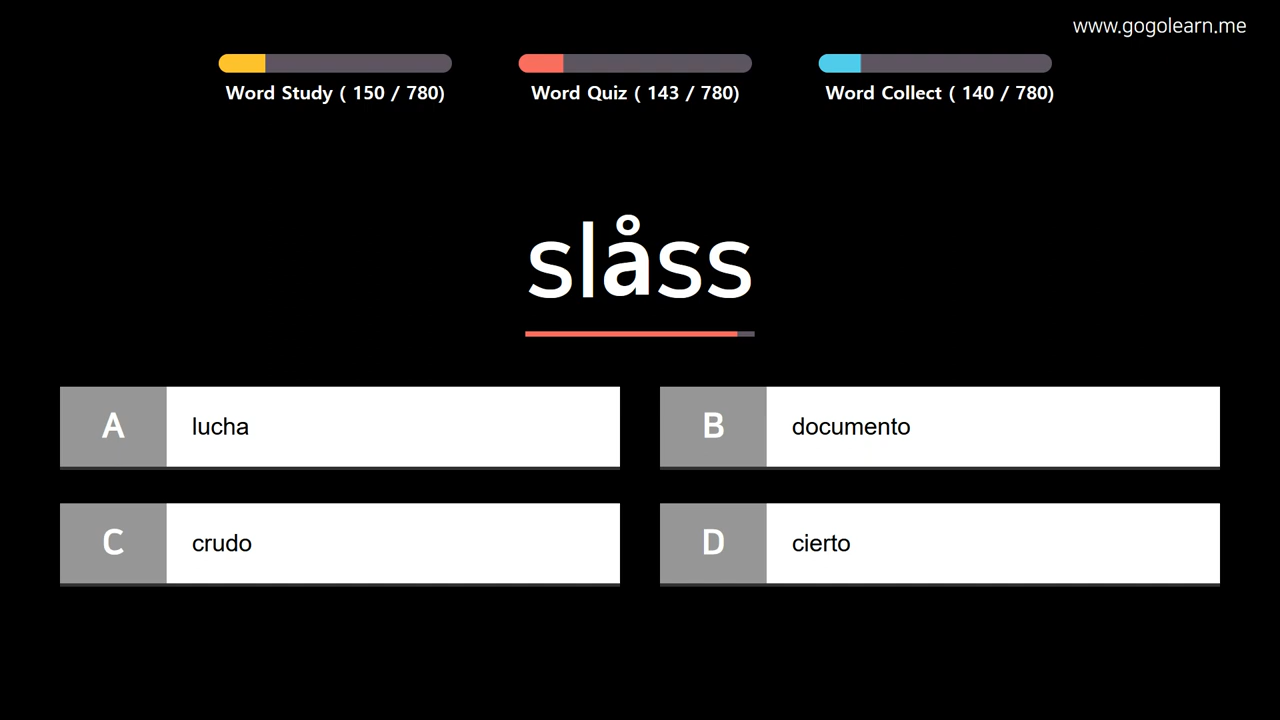 www.gogolearn.me
Word Study ( 150 / 780)
Word Quiz ( 143 / 780)
Word Collect ( 140 / 780)
slåss
A lucha
B documento
C crudo
D cierto